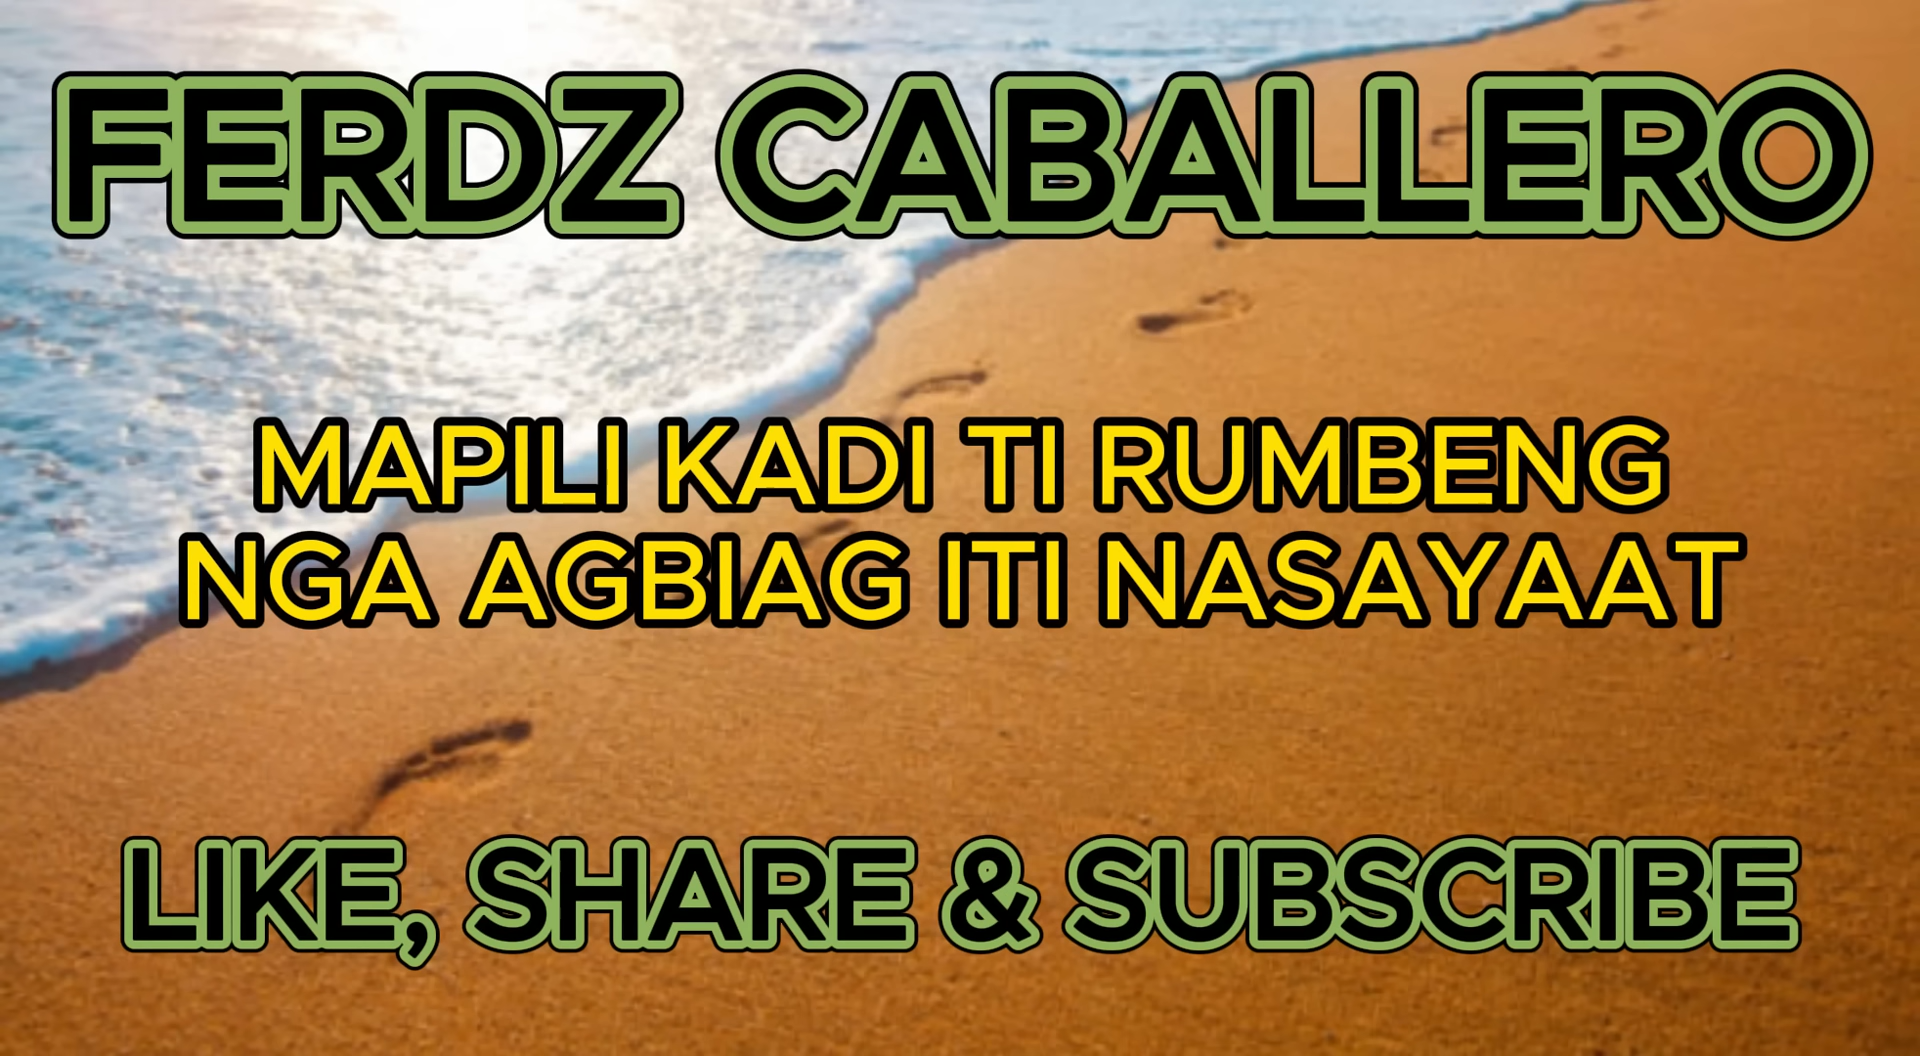 FERDZ CABALLERO
MAPILI KADI TI RUMBENG
NGA AGBIAG ITI NASAYAAT
LIKE, SHARE & SUBSCRIBE